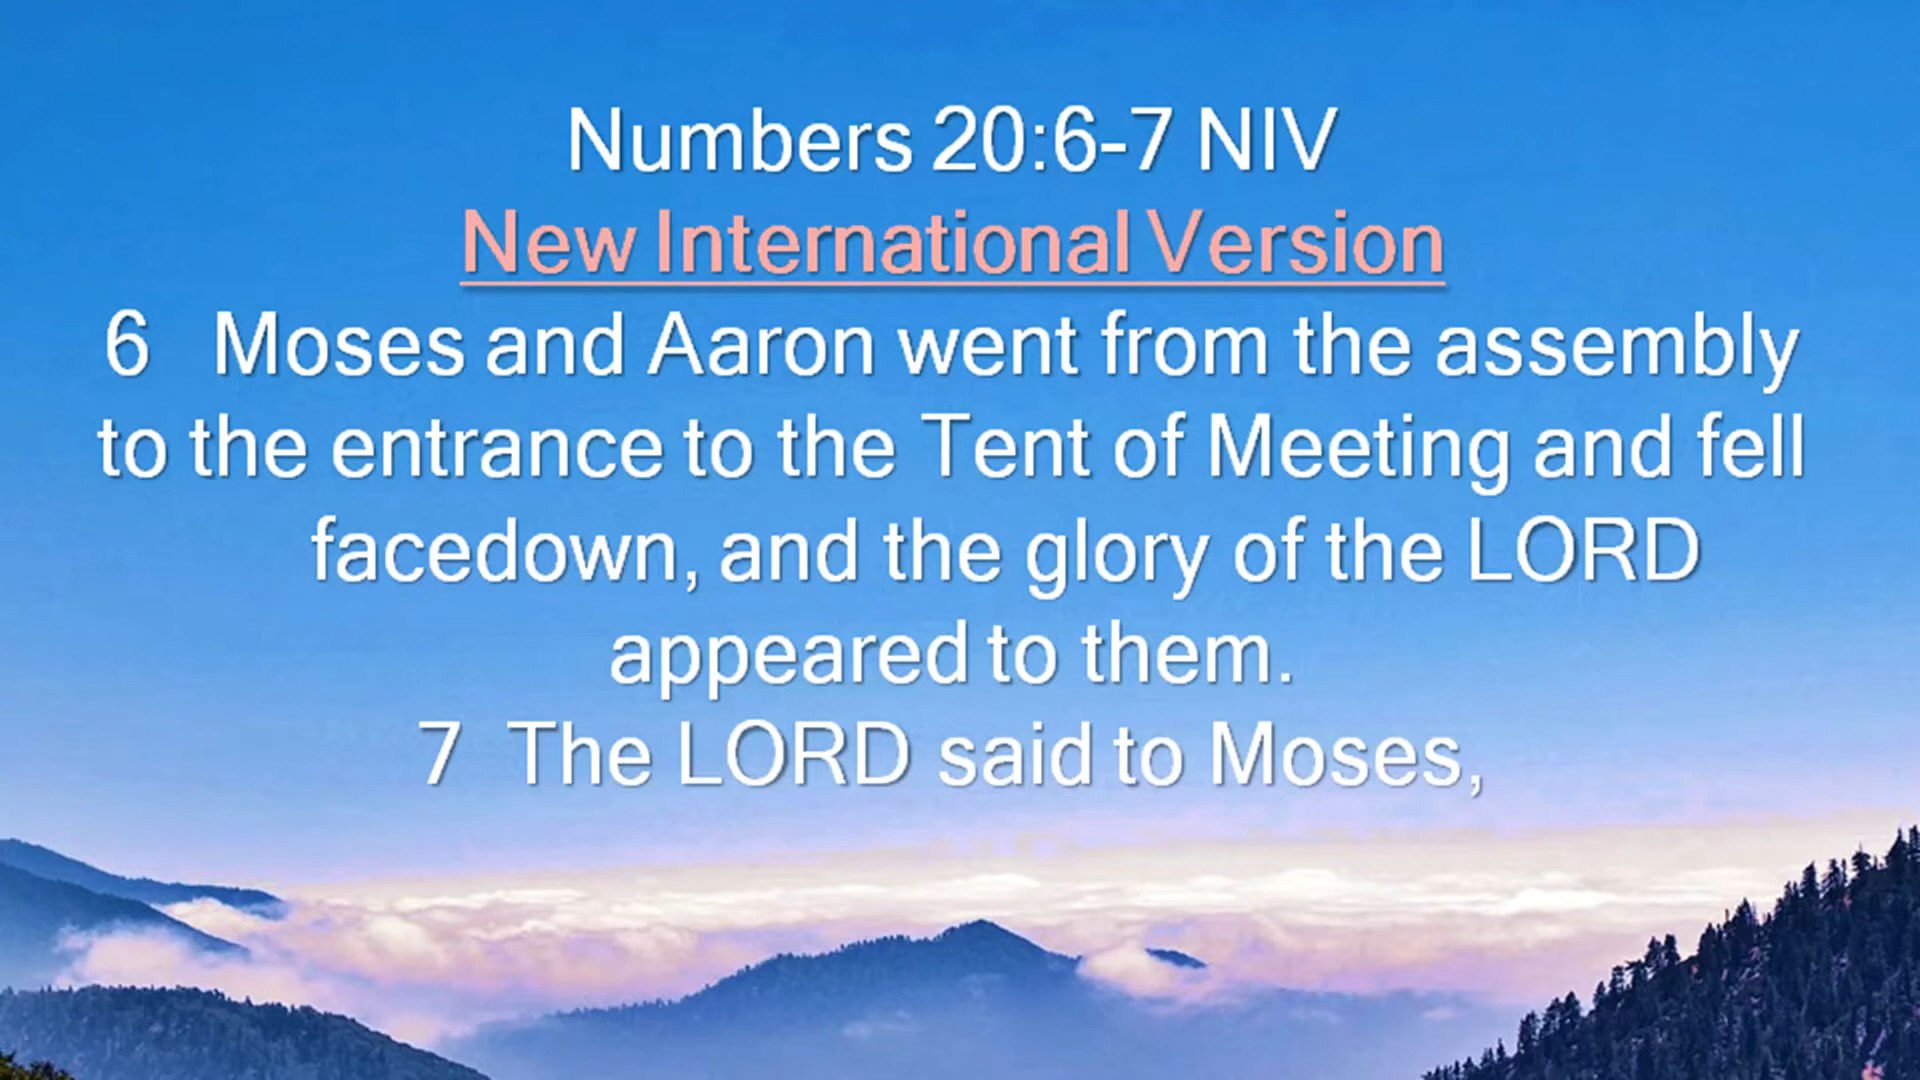 Numbers 20:6-7 NIV
New International Version
6 Moses and Aaron went from the assembly
to the entrance to the Tent of Meeting and fell
facedown, and the glory of the LORD
appeared to them.
7 The LORD said to Moses,